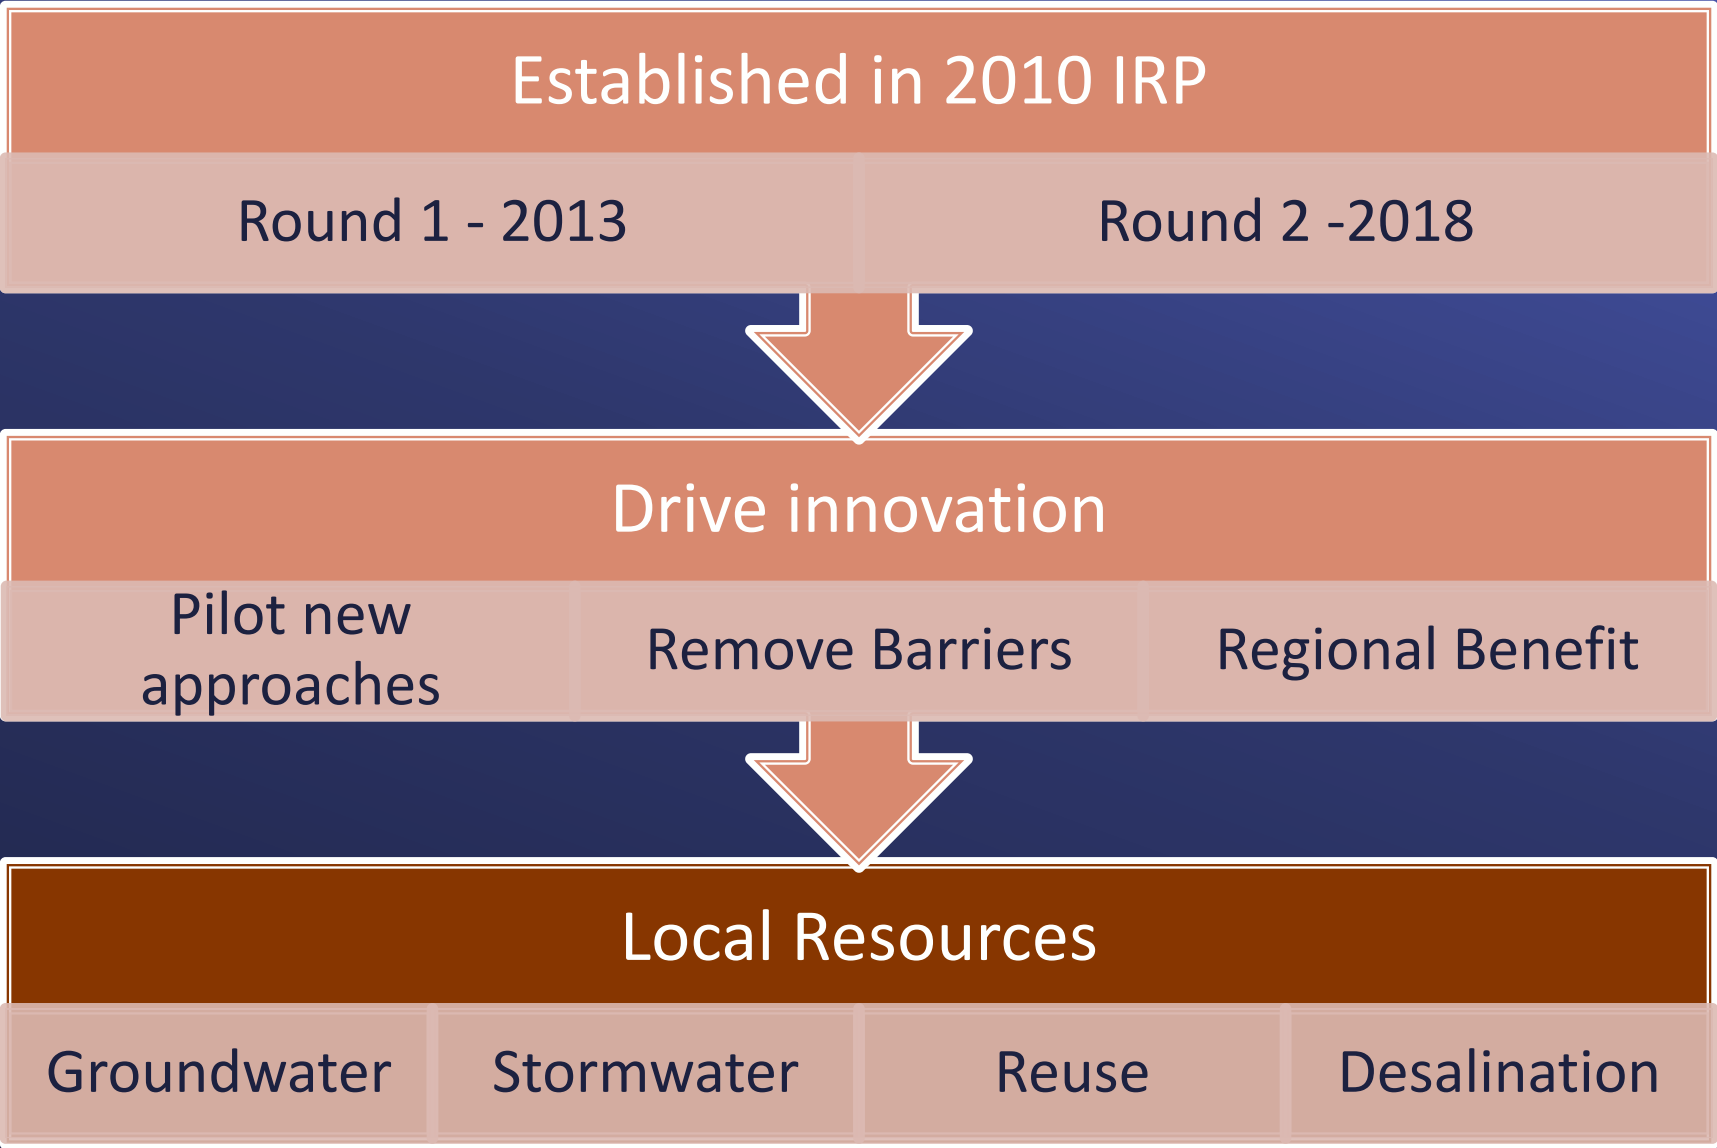 Established in 2010 IRP
Round 1 - 2013
Round 2 -2018
Drive innovation
Pilot new
approaches
Remove Barriers
Regional Benefit
Local Resources
Groundwater
Stormwater
Reuse
Desalination